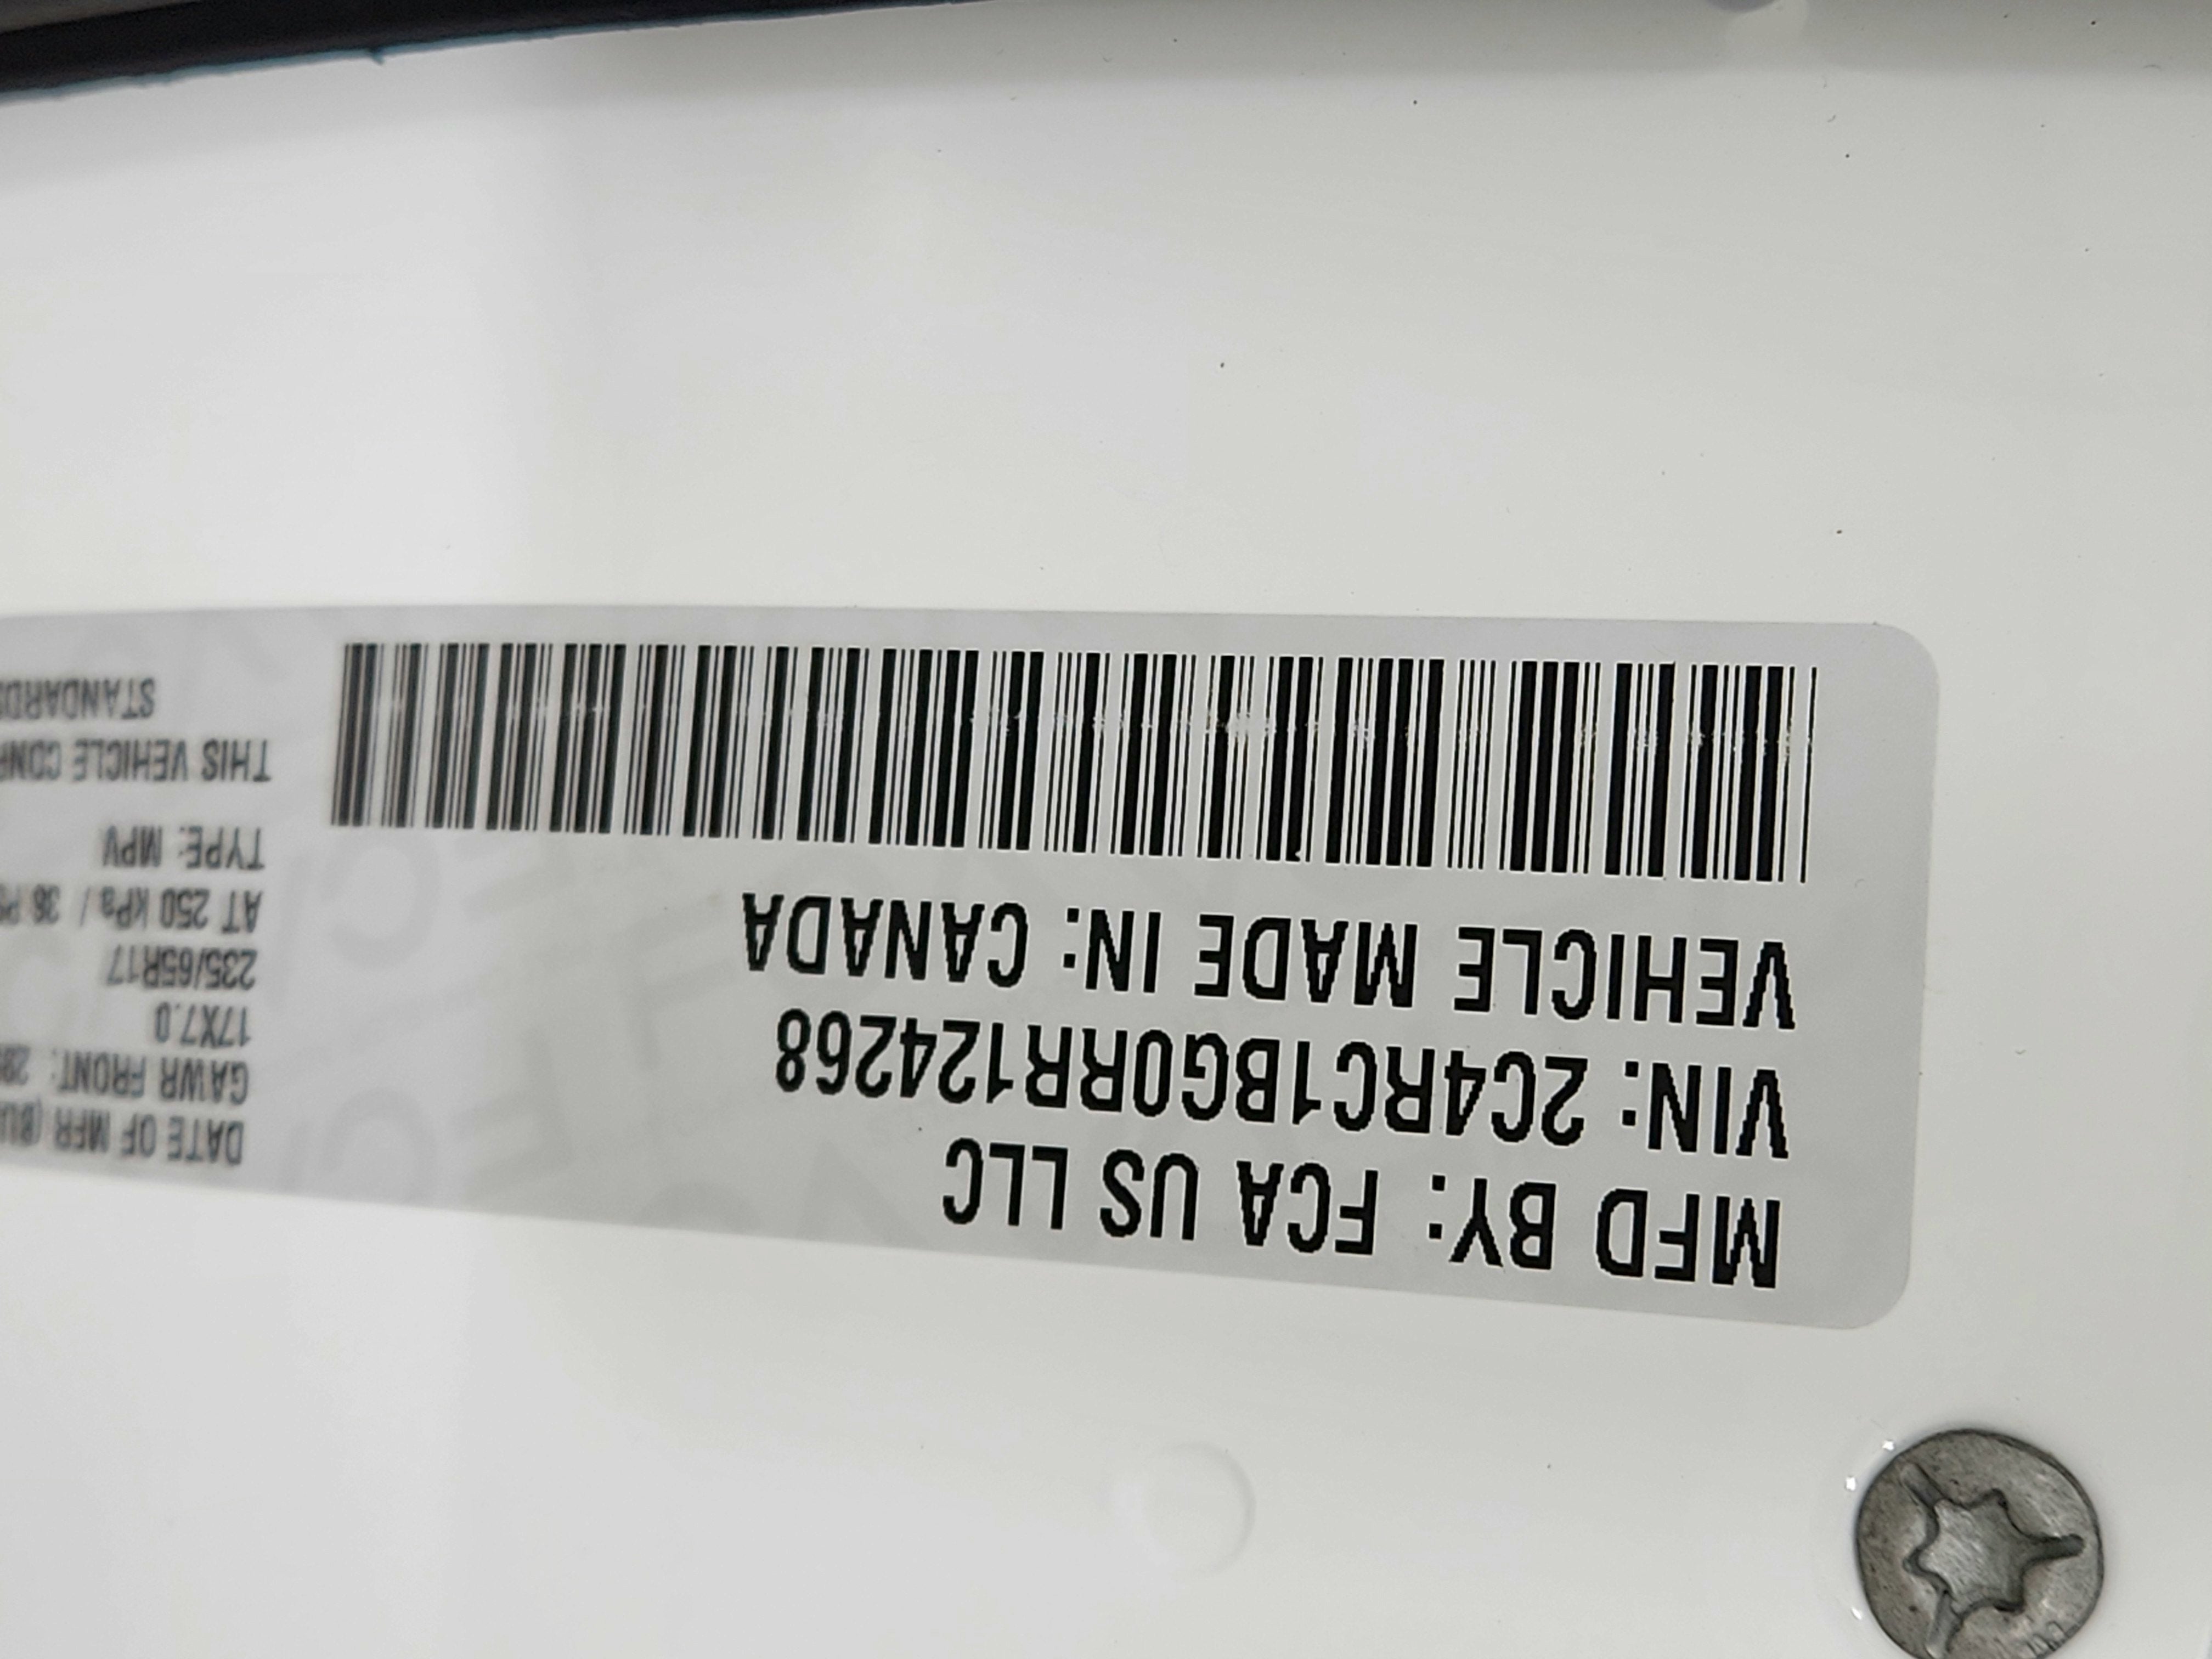 MFD BY: FCA US LLC
VIN: 2C4RC1BG0RR124268
VEHICLE MADE IN: CANADA
DATE OF MFR
GAWR FRONT:
17X7.0
235/65R17
AT 250 kPa / 36
TYPE: MPV
THIS VEHICLE